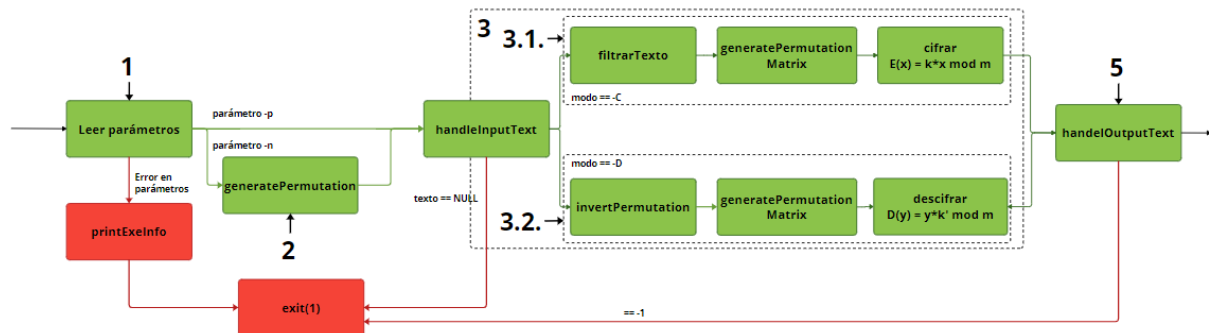 1
Leer parámetros
Error en
parámetros
printExeInfo
parámetro -p
parámetro -n
generatePermutation
2
exit(1)
handleInputText
texto == NULL
3
3.1.
filtrarTexto
generatePermutation
Matrix
cifrar
E(x) = k*x mod m
modo == -C
modo == -D
3.2.
invertPermutation
generatePermutation
Matrix
descifrar
D(y) = y*k' mod m
5
handelOutputText
== -1